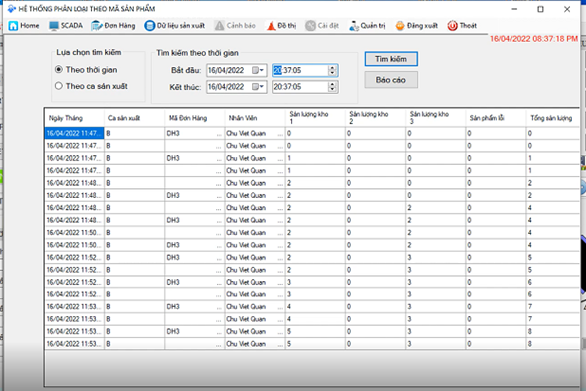 HỆ THỐNG PHÂN LOẠI THEO MÃ SẢN PHẨM
Home SCADA Đơn Hàng Dữ liệu sản xuất Cảnh báo Đồ thị Cài đặt Quản trị Đăng xuất Thoát
16/04/2022 08:37:18 PM
Lựa chọn tìm kiếm
Theo thời gian
Theo ca sản xuất
Tìm kiếm theo thời gian
Bắt đầu: 16/04/2022 20:37:05
Kết thúc: 16/04/2022 20:37:05
Tìm kiếm
Báo cáo
Ngày Tháng Ca sản xuất Mã Đơn Hàng Nhân Viên Sản lượng kho 1 Sản lượng kho 2 Sản lượng kho 3 Sản phẩm lỗi Tổng sản lượng
16/04/2022 11:47... B DH3 ... Chu Viet Quan ... 0 0 0 0 0
16/04/2022 11:47... B ... Chu Viet Quan ... 0 0 0 0 0
16/04/2022 11:47... B DH3 ... Chu Viet Quan ... 1 0 0 0 1
16/04/2022 11:47... B ... Chu Viet Quan ... 1 0 0 0 1
16/04/2022 11:48... B ... Chu Viet Quan ... 2 0 0 0 2
16/04/2022 11:48... B DH3 ... Chu Viet Quan ... 2 0 0 0 2
16/04/2022 11:48... B ... Chu Viet Quan ... 2 0 2 0 4
16/04/2022 11:48... B DH3 ... Chu Viet Quan ... 2 0 2 0 4
16/04/2022 11:50... B ... Chu Viet Quan ... 2 0 2 0 4
16/04/2022 11:50... B DH3 ... Chu Viet Quan ... 2 0 2 0 4
16/04/2022 11:52... B DH3 ... Chu Viet Quan ... 2 0 3 0 5
16/04/2022 11:52... B ... Chu Viet Quan ... 2 0 3 0 5
16/04/2022 11:52... B DH3 ... Chu Viet Quan ... 3 0 3 0 6
16/04/2022 11:52... B ... Chu Viet Quan ... 3 0 3 0 6
16/04/2022 11:53... B DH3 ... Chu Viet Quan ... 4 0 3 0 7
16/04/2022 11:53... B ... Chu Viet Quan ... 4 0 3 0 7
16/04/2022 11:53... B DH3 ... Chu Viet Quan ... 5 0 3 0 8
16/04/2022 11:53... B ... Chu Viet Quan ... 5 0 3 0 8